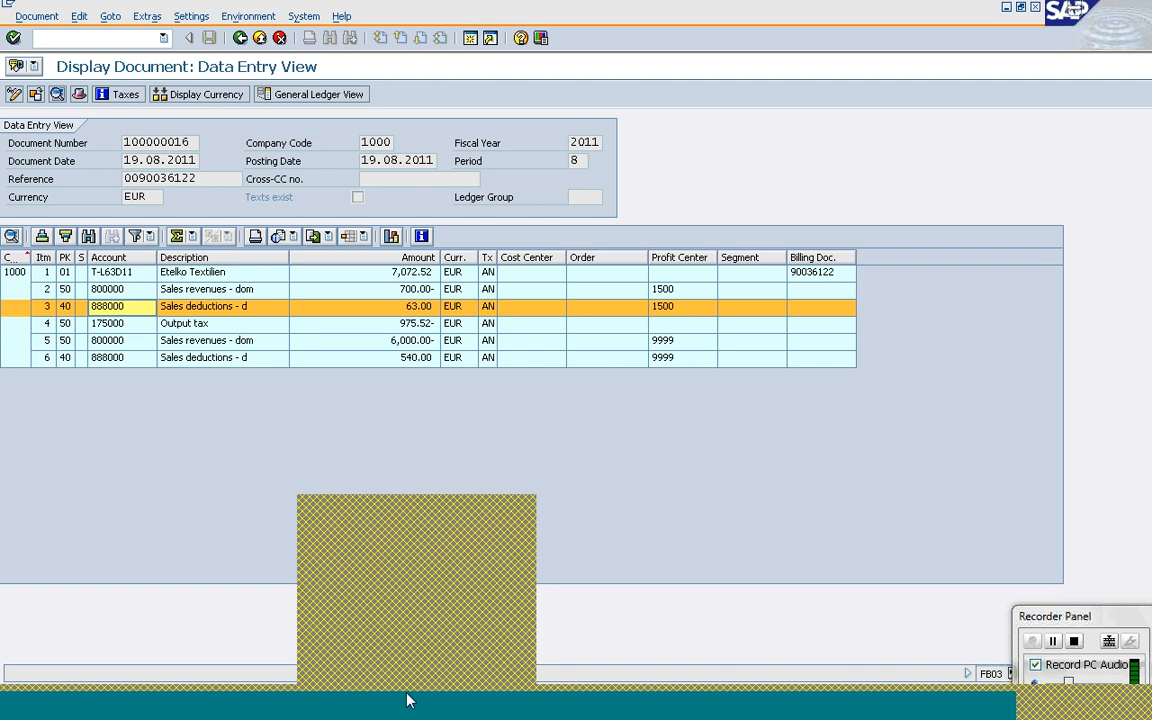 Document Edit Goto Extras Settings Environment System Help
SAP
Display Document: Data Entry View
Taxes Display Currency General Ledger View
Data Entry View
Document Number 100000016 Company Code 1000 Fiscal Year 2011
Document Date 19.08.2011 Posting Date 19.08.2011 Period 8
Reference 0090036122 Cross-CC no.
Currency EUR Texts exist Ledger Group
C... Itm PK S Account Description Amount Curr. Tx Cost Center Order Profit Center Segment Billing Doc.
1000 1 01 T-L63D11 Etelko Textilien 7,072.52 EUR AN 90036122
2 50 800000 Sales revenues - dom 700.00- EUR AN 1500
3 40 888000 Sales deductions - d 63.00 EUR AN 1500
4 50 175000 Output tax 975.52- EUR AN
5 50 800000 Sales revenues - dom 6,000.00- EUR AN 9999
6 40 888000 Sales deductions - d 540.00 EUR AN 9999
Recorder Panel
Record PC Audio
FB03